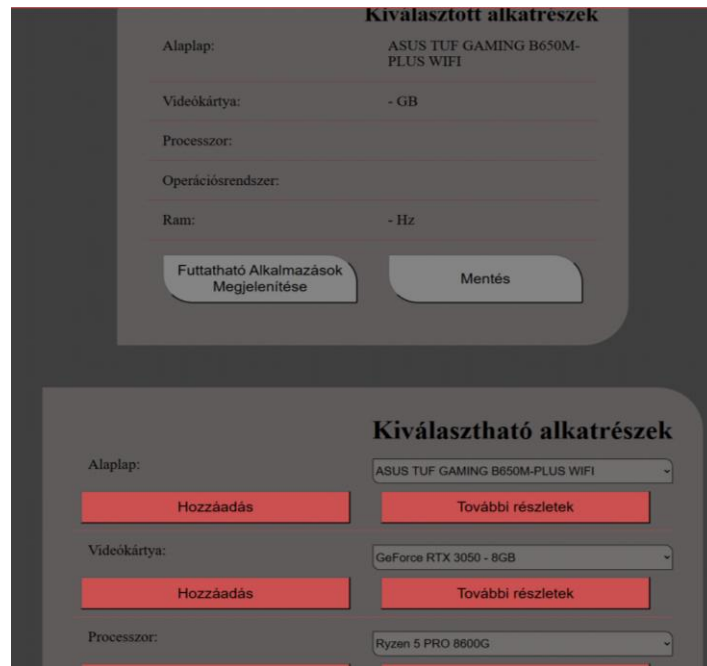 Kiválasztott alkatrészek
Alaplap:
ASUS TUF GAMING B650M-
PLUS WIFI
Videókártya:
- GB
Processzor:
Operációsrendszer:
Ram:
- Hz
Futtatható Alkalmazások
Megjelenítése
Mentés
Kiválasztható alkatrészek
Alaplap:
ASUS TUF GAMING B650M-PLUS WIFI
Hozzáadás
További részletek
Videókártya:
GeForce RTX 3050 - 8GB
Hozzáadás
További részletek
Processzor:
Ryzen 5 PRO 8600G